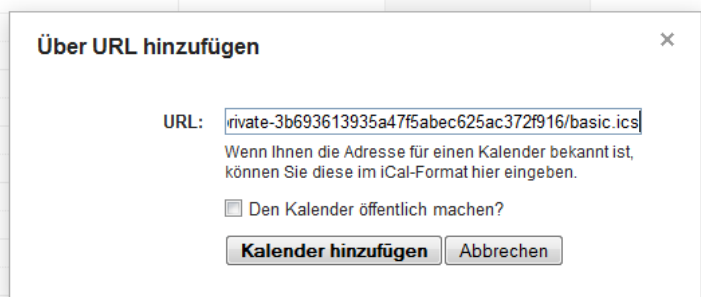 Über URL hinzufügen ×
URL: rivate-3b693613935a47f5abec625ac372f916/basic.ics
Wenn Ihnen die Adresse für einen Kalender bekannt ist,
können Sie diese im iCal-Format hier eingeben.
Den Kalender öffentlich machen?
Kalender hinzufügen Abbrechen